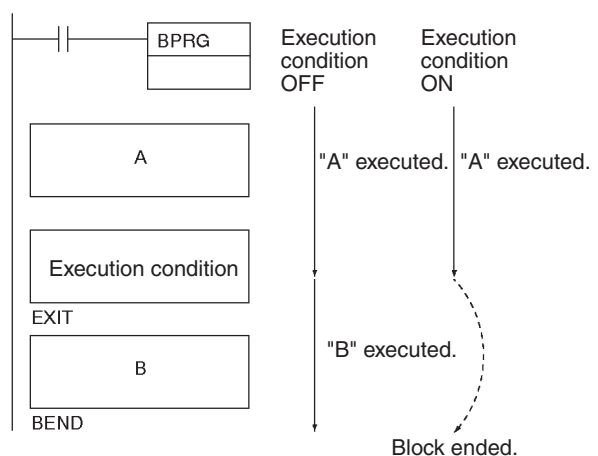 BPRG
Execution
condition
OFF
Execution
condition
ON
A
"A" executed.
"A" executed.
Execution condition
EXIT
B
"B" executed.
BEND
Block ended.